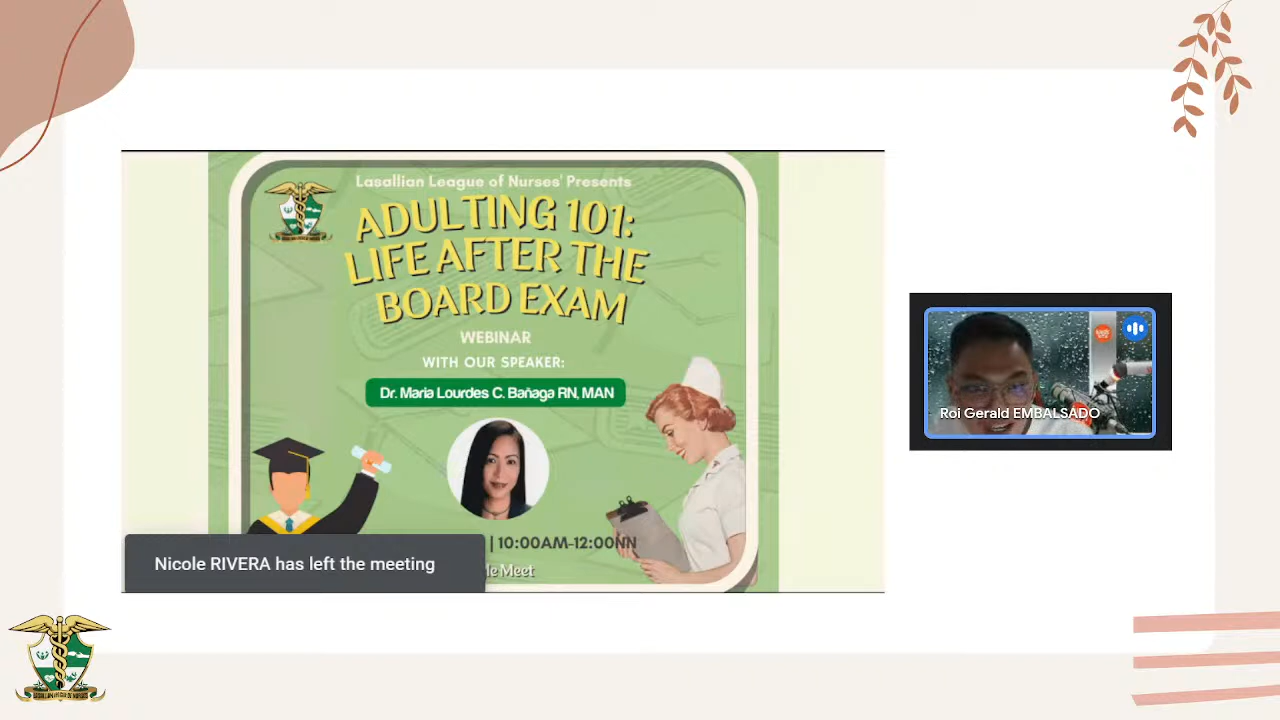 Lasallian League of Nurses' Presents
ADULTING 101:
LIFE AFTER THE
BOARD EXAM
WEBINAR
WITH OUR SPEAKER:
Dr. Maria Lourdes C. Bañaga RN, MAN
| 10:00AM-12:00NN
Meet
Nicole RIVERA has left the meeting
Roi Gerald EMBALSADO